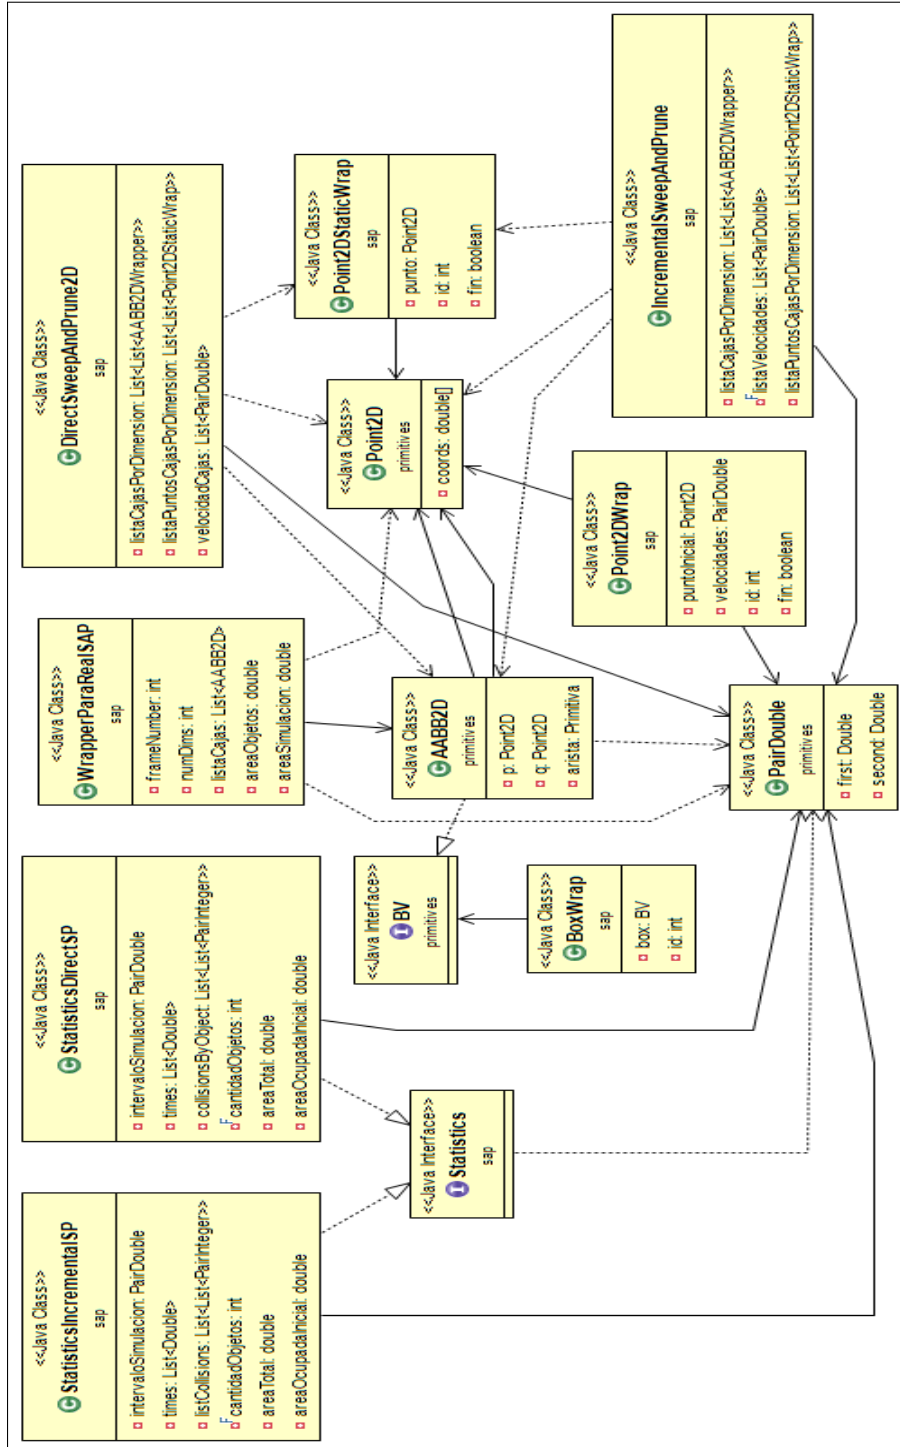 <<Java Class>>
StatisticsIncrementalSP
sap
intervaloSimulacion: PairDouble
times: List<Double>
listCollisions: List<List<PairInteger>>
cantidadObjetos: int
areaTotal: double
areaOcupadaInicial: double
<<Java Class>>
StatisticsDirectSP
sap
intervaloSimulacion: PairDouble
times: List<Double>
collisionsByObject: List<List<PairInteger>
cantidadObjetos: int
areaTotal: double
areaOcupadaInicial: double
<<Java Class>>
WrapperParaRealSAP
sap
frameNumber: int
numDims: int
listaCajas: List<AABB2D>
areaObjetos: double
areaSimulacion: double
<<Java Class>>
DirectSweepAndPrune2D
sap
listaCajasPorDimension: List<List<AABB2DWrapper>>
listaPuntosCajasPorDimension: List<List<Point2DStaticWrap>>
velocidadCajas: List<PairDouble>
<<Java Interface>>
Statistics
sap
<<Java Interface>>
BV
primitives
<<Java Class>>
AABB2D
primitives
p: Point2D
q: Point2D
arista: Primitiva
<<Java Class>>
Point2D
primitives
coords: double[]
<<Java Class>>
Point2DStaticWrap
sap
punto: Point2D
id: int
fin: boolean
<<Java Class>>
BoxWrap
sap
box: BV
id: int
<<Java Class>>
Point2DWrap
sap
puntoInicial: Point2D
velocidades: PairDouble
id: int
fin: boolean
<<Java Class>>
IncrementalSweepAndPrune
sap
listaCajasPorDimension: List<List<AABB2DWrapper>>
listaVelocidades: List<PairDouble>
listaPuntosCajasPorDimension: List<List<Point2DStaticWrap>>
<<Java Class>>
PairDouble
primitives
first: Double
second: Double